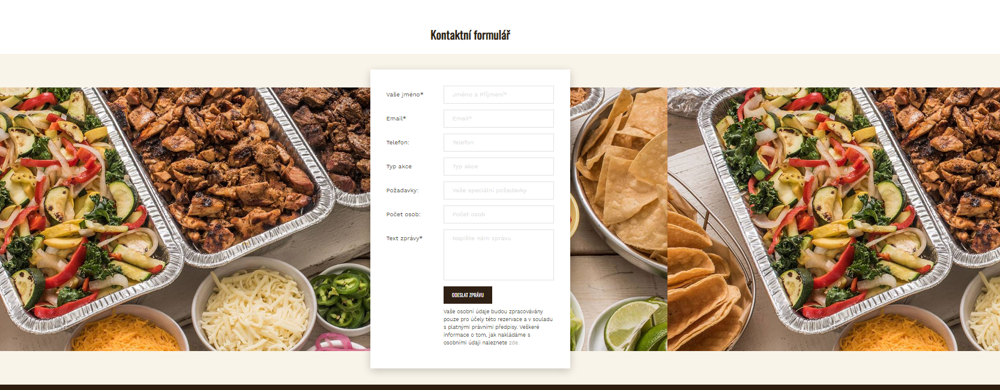 Kontaktní formulář
Vaše jméno*
Jméno a Příjmení*
Email*
Email*
Telefon:
Telefon
Typ akce
Typ akce
Požadavky:
Vaše speciální požadavky
Počet osob:
Počet osob
Text zprávy*
Napište nám zprávu
ODESLAT ZPRÁVU
Vaše osobní údaje budou zpracovávány
pouze pro účely této rezervace a v souladu
s platnými právními předpisy. Veškeré
informace o tom, jak nakládáme s
osobními údaji naleznete zde.